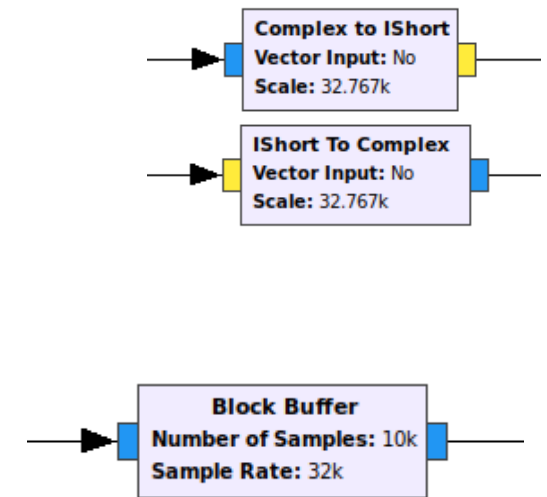 Complex to IShort
Vector Input: No
Scale: 32.767k
IShort To Complex
Vector Input: No
Scale: 32.767k
Block Buffer
Number of Samples: 10k
Sample Rate: 32k